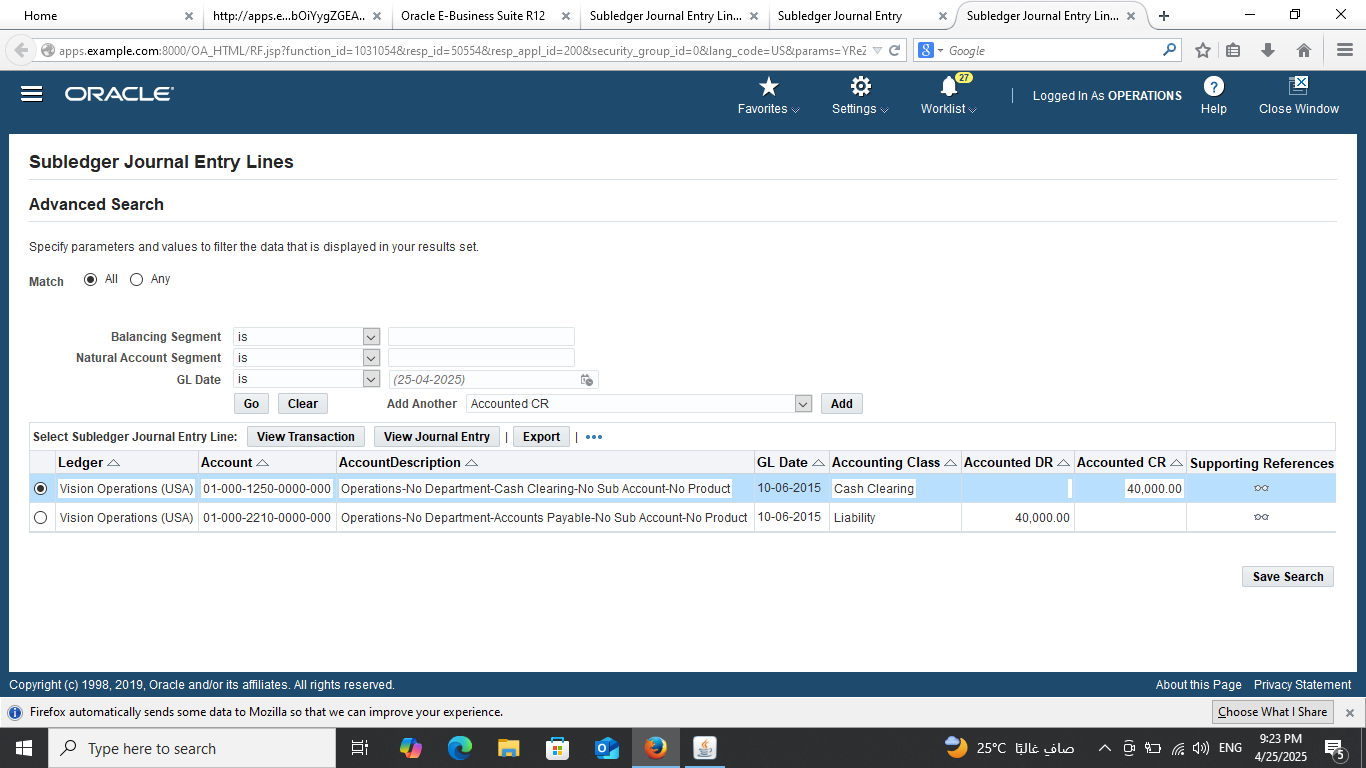 Home × http://apps.e...bOiYygZGEA... × Oracle E-Business Suite R12 × Subledger Journal Entry Lin... × Subledger Journal Entry × Subledger Journal Entry Lin... ×
apps.example.com:8000/OA_HTML/RF.jsp?function_id=1031054&resp_id=50554&resp_appl_id=200&security_group_id=0&lang_code=US&params=YReZ Google
ORACLE Favorites Settings Worklist 27 Logged In As OPERATIONS Help Close Window
Subledger Journal Entry Lines
Advanced Search
Specify parameters and values to filter the data that is displayed in your results set.
Match All Any
Balancing Segment is
Natural Account Segment is
GL Date is (25-04-2025)
Go Clear Add Another Accounted CR Add
Select Subledger Journal Entry Line: View Transaction View Journal Entry | Export | •••
Ledger Account AccountDescription GL Date Accounting Class Accounted DR Accounted CR Supporting References
Vision Operations (USA) 01-000-1250-0000-000 Operations-No Department-Cash Clearing-No Sub Account-No Product 10-06-2015 Cash Clearing 40,000.00
Vision Operations (USA) 01-000-2210-0000-000 Operations-No Department-Accounts Payable-No Sub Account-No Product 10-06-2015 Liability 40,000.00
Save Search
Copyright (c) 1998, 2019, Oracle and/or its affiliates. All rights reserved. About this Page Privacy Statement
Firefox automatically sends some data to Mozilla so that we can improve your experience. Choose What I Share ×
Type here to search 25°C صافٍ غالبًا ENG 9:23 PM
4/25/2025 5